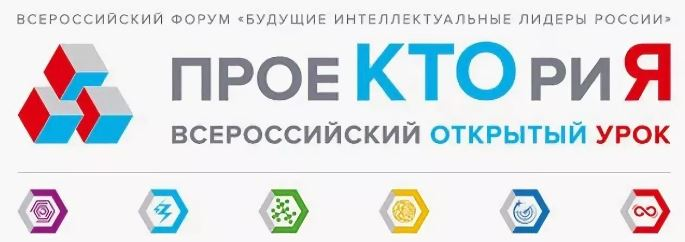 ВСЕРОССИЙСКИЙ ФОРУМ «БУДУЩИЕ ИНТЕЛЛЕКТУАЛЬНЫЕ ЛИДЕРЫ РОССИИ»
ПРОЕКТОРИЯ
ВСЕРОССИЙСКИЙ ОТКРЫТЫЙ УРОК